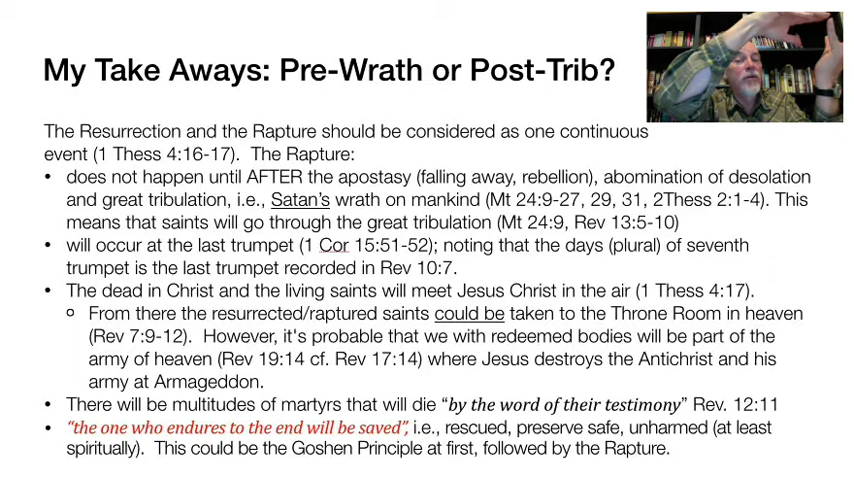 My Take Aways: Pre-Wrath or Post-Trib?
The Resurrection and the Rapture should be considered as one continuous
event (1 Thess 4:16-17).  The Rapture:
• does not happen until AFTER the apostasy (falling away, rebellion), abomination of desolation
and great tribulation, i.e., Satan's wrath on mankind (Mt 24:9-27, 29, 31, 2Thess 2:1-4). This
means that saints will go through the great tribulation (Mt 24:9, Rev 13:5-10)
• will occur at the last trumpet (1 Cor 15:51-52); noting that the days (plural) of seventh
trumpet is the last trumpet recorded in Rev 10:7.
• The dead in Christ and the living saints will meet Jesus Christ in the air (1 Thess 4:17).
o From there the resurrected/raptured saints could be taken to the Throne Room in heaven
(Rev 7:9-12).  However, it's probable that we with redeemed bodies will be part of the
army of heaven (Rev 19:14 cf. Rev 17:14) where Jesus destroys the Antichrist and his
army at Armageddon.
• There will be multitudes of martyrs that will die “by the word of their testimony” Rev. 12:11
• “the one who endures to the end will be saved”, i.e., rescued, preserve safe, unharmed (at least
spiritually).  This could be the Goshen Principle at first, followed by the Rapture.